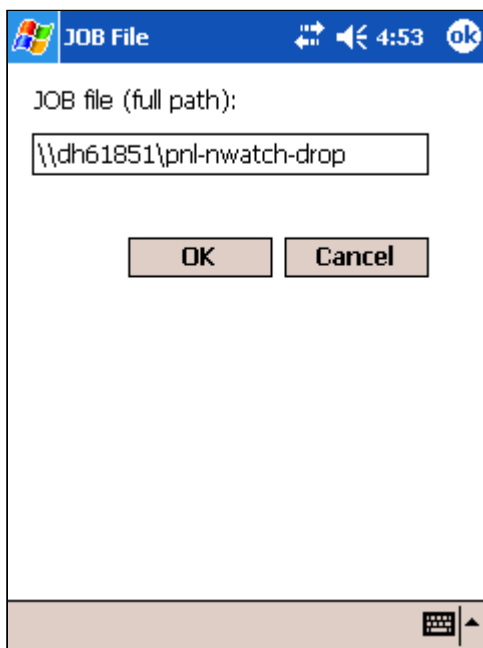 JOB File 4:53 ok
JOB file (full path):
\\dh61851\pnl-nwatch-drop
OK Cancel